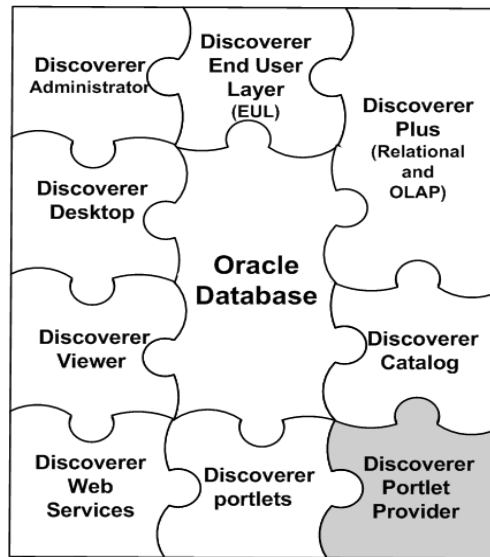 Discoverer
Administrator
Discoverer
End User
Layer
(EUL)
Discoverer
Plus
(Relational
and
OLAP)
Discoverer
Desktop
Oracle
Database
Discoverer
Viewer
Discoverer
Catalog
Discoverer
Web
Services
Discoverer
portlets
Discoverer
Portlet
Provider